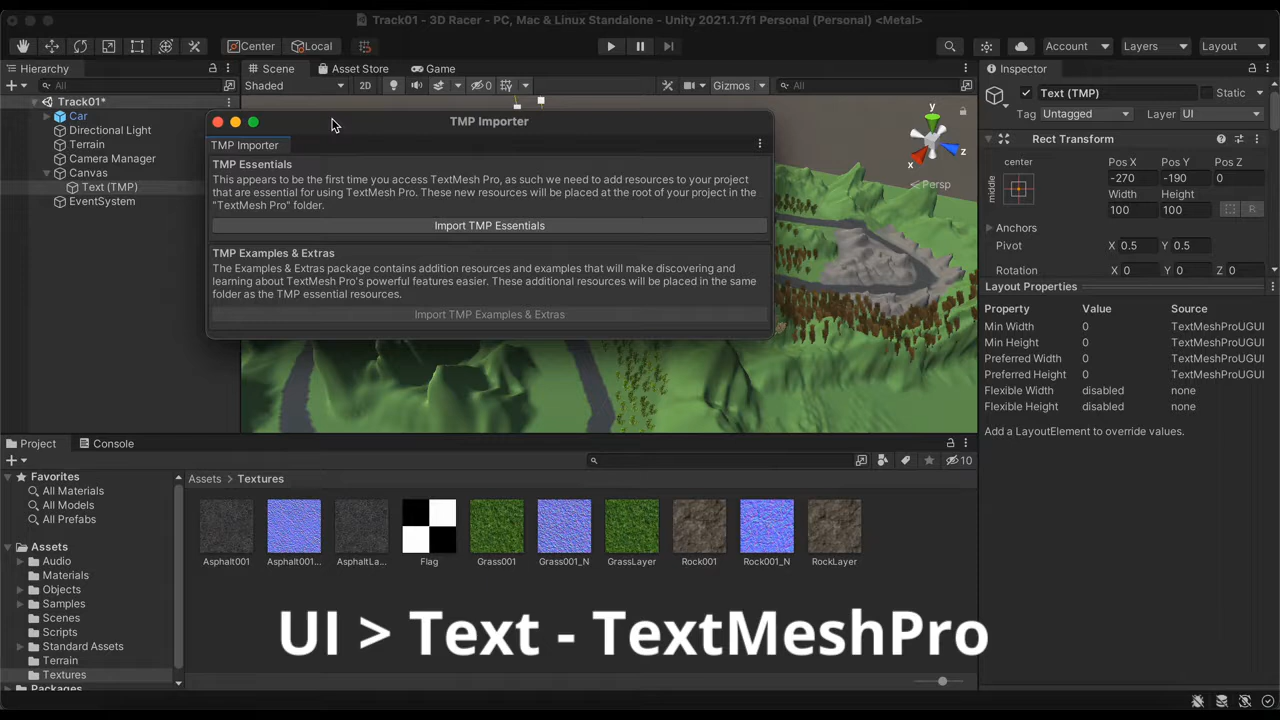 Track01 - 3D Racer - PC, Mac & Linux Standalone - Unity 2021.1.7f1 Personal (Personal) <Metal>
Center Local Account Layers Layout
Hierarchy
All
Track01*
Car
Directional Light
Terrain
Camera Manager
Canvas
Text (TMP)
EventSystem
Scene Asset Store Game
Shaded 2D 0 Gizmos All
y
x
z
Persp
TMP Importer
TMP Importer
TMP Essentials
This appears to be the first time you access TextMesh Pro, as such we need to add resources to your project
that are essential for using TextMesh Pro. These new resources will be placed at the root of your project in the
"TextMesh Pro" folder.
Import TMP Essentials
TMP Examples & Extras
The Examples & Extras package contains addition resources and examples that will make discovering and
learning about TextMesh Pro's powerful features easier. These additional resources will be placed in the same
folder as the TMP essential resources.
Import TMP Examples & Extras
Inspector
Text (TMP) Static
Tag Untagged Layer UI
Rect Transform
center Pos X Pos Y Pos Z
middle
-270 -190 0
Width Height
100 100 R
Anchors
Pivot X 0.5 Y 0.5
Rotation X 0 Y 0 Z 0
Layout Properties
Property Value Source
Min Width 0 TextMeshProUGUI
Min Height 0 TextMeshProUGUI
Preferred Width 0 TextMeshProUGUI
Preferred Height 0 TextMeshProUGUI
Flexible Width disabled none
Flexible Height disabled none
Add a LayoutElement to override values.
Project Console
10
Favorites
All Materials
All Models
All Prefabs
Assets
Audio
Materials
Objects
Samples
Scenes
Scripts
Standard Assets
Terrain
Textures
Packages
Assets > Textures
Asphalt001 Asphalt001... AsphaltLa... Flag Grass001 Grass001_N GrassLayer Rock001 Rock001_N RockLayer
UI > Text - TextMeshPro